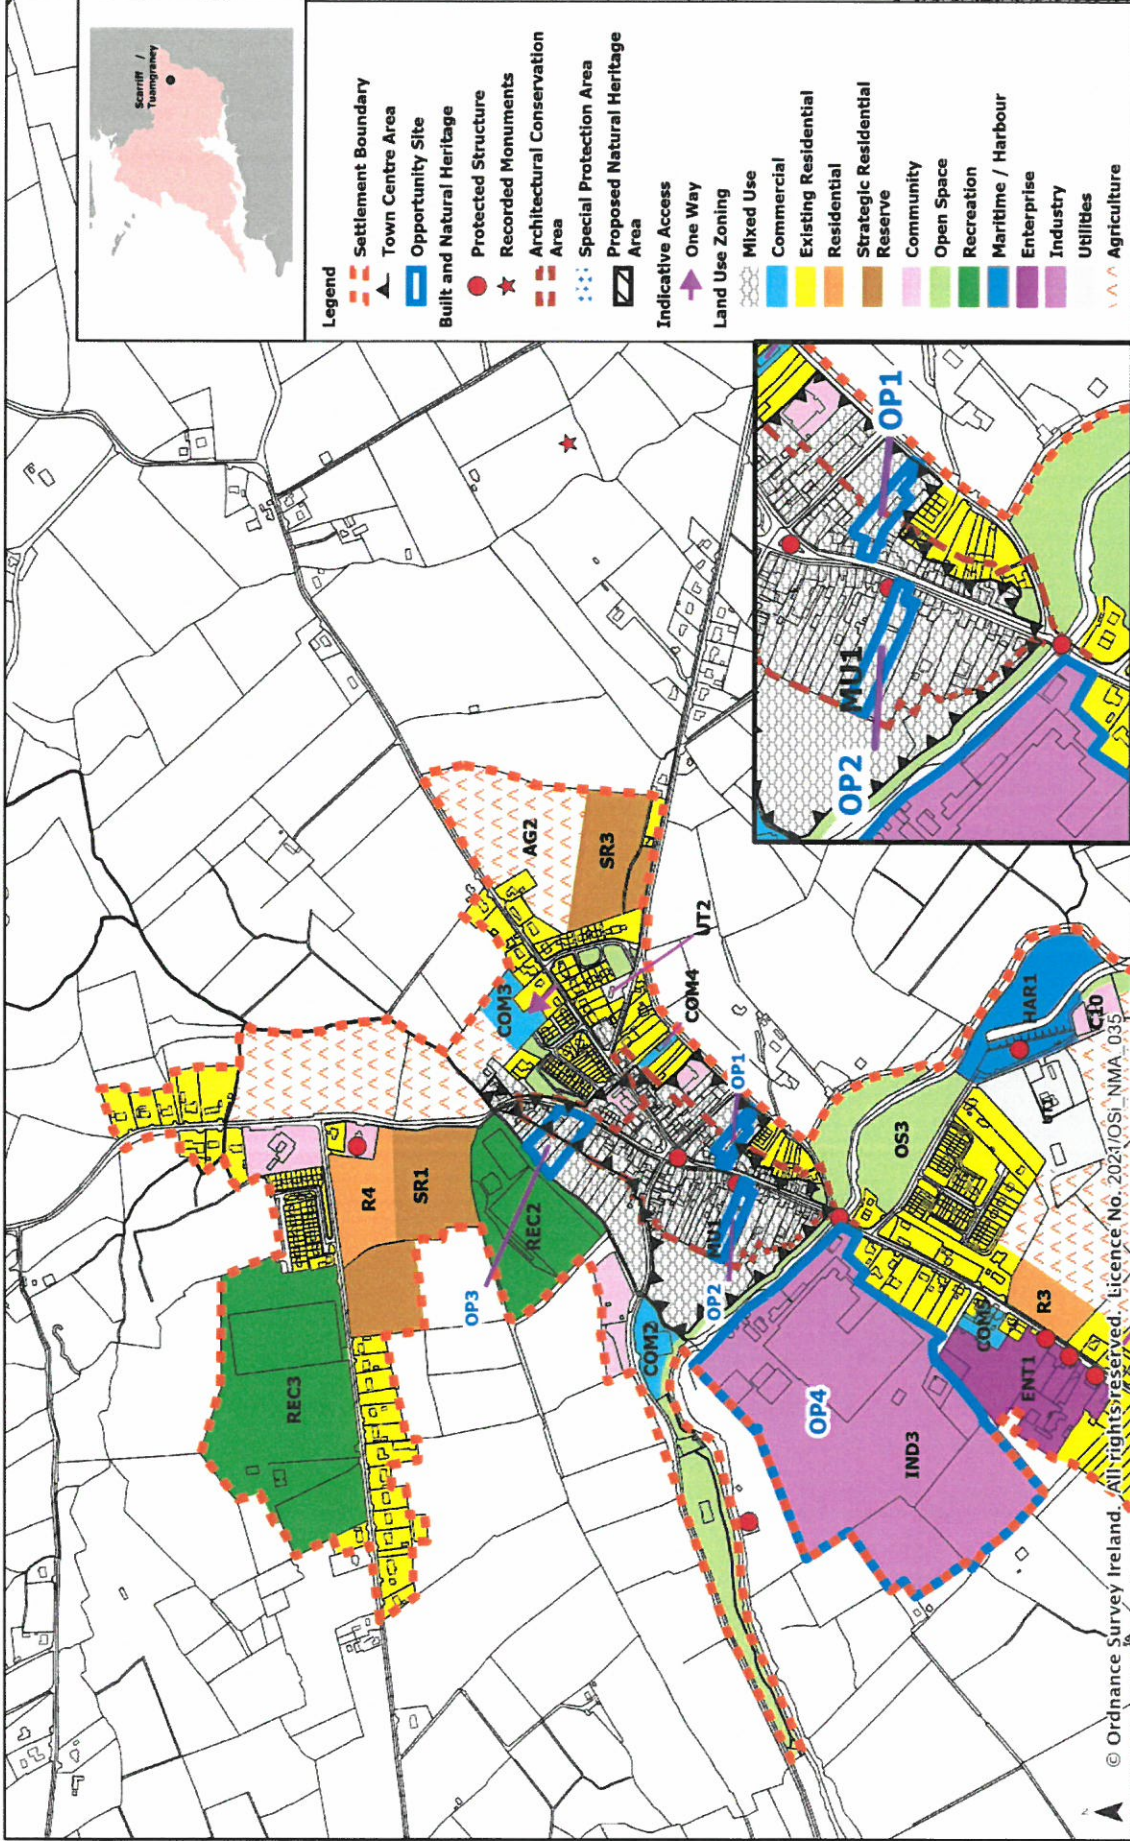 Scarriff /
Tuamgraney
Legend
Settlement Boundary
Town Centre Area
Opportunity Site
Built and Natural Heritage
Protected Structure
Recorded Monuments
Architectural Conservation
Area
Special Protection Area
Proposed Natural Heritage
Area
Indicative Access
One Way
Land Use Zoning
Mixed Use
Commercial
Existing Residential
Residential
Strategic Residential
Reserve
Community
Open Space
Recreation
Maritime / Harbour
Enterprise
Industry
Utilities
Agriculture
REC3
R4
SR1
OP3
REC2
COM3
AG2
SR3
UT2
COM4
OP1
MU1
OP2
COM2
OP4
IND3
OS3
HAR1
C10
COM5
R3
ENT1
OP1
MU1
OP2
© Ordnance Survey Ireland. All rights reserved. Licence No. 2021/OSi_NMA_035